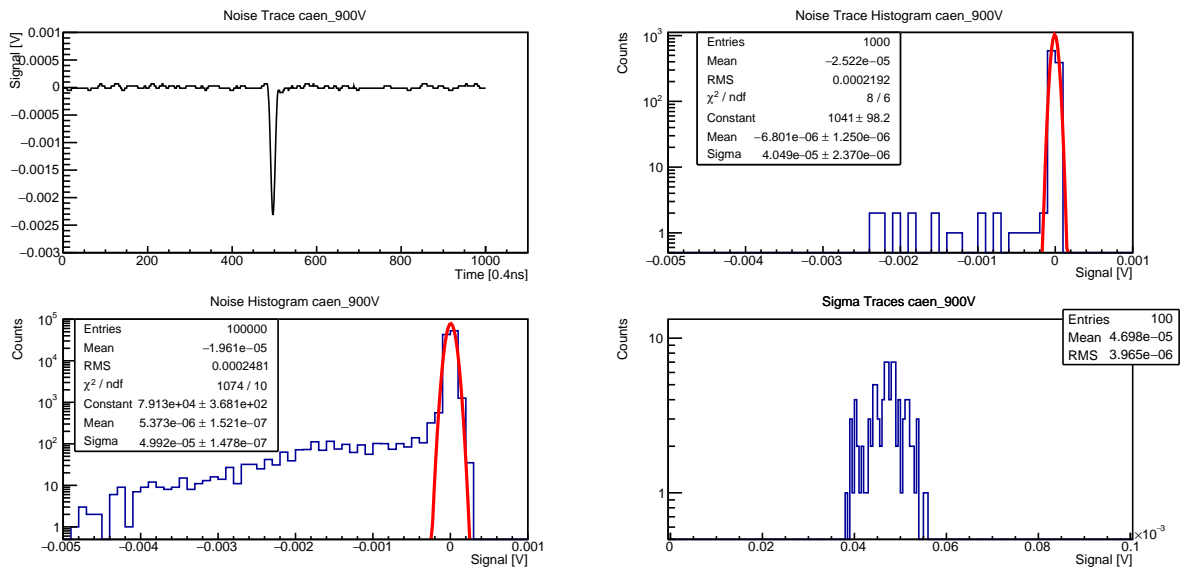 Noise Trace caen_900V
Signal [V]
0.001
0.0005
0
−0.0005
−0.001
−0.0015
−0.002
−0.0025
−0.003
0 200 400 600 800 1000
Time [0.4ns]
Noise Trace Histogram caen_900V
Counts
10³
10²
10
1
Entries 1000
Mean −2.522e−05
RMS 0.0002192
χ² / ndf 8 / 6
Constant 1041 ± 98.2
Mean −6.801e−06 ± 1.250e−06
Sigma 4.049e−05 ± 2.370e−06
−0.005 −0.004 −0.003 −0.002 −0.001 0 0.001
Signal [V]
Noise Histogram caen_900V
Counts
10⁵
10⁴
10³
10²
10
1
Entries 100000
Mean −1.961e−05
RMS 0.0002481
χ² / ndf 1074 / 10
Constant 7.913e+04 ± 3.681e+02
Mean 5.373e−06 ± 1.521e−07
Sigma 4.992e−05 ± 1.478e−07
−0.005 −0.004 −0.003 −0.002 −0.001 0 0.001
Signal [V]
Sigma Traces caen_900V
Counts
10
1
Entries 100
Mean 4.698e−05
RMS 3.965e−06
0 0.02 0.04 0.06 0.08 0.1
×10⁻³
Signal [V]